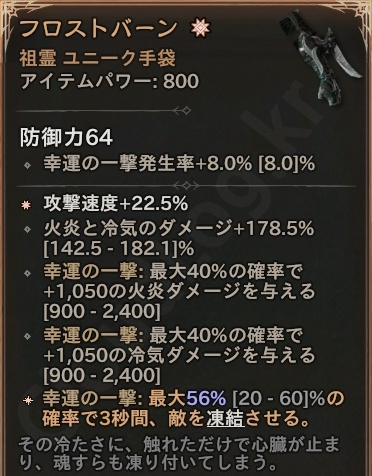 フロストバーン
祖霊 ユニーク手袋
アイテムパワー: 800
防御力64
幸運の一撃発生率+8.0% [8.0]%
攻撃速度+22.5%
火炎と冷気のダメージ+178.5%
[142.5 - 182.1]%
幸運の一撃: 最大40%の確率で
+1,050の火炎ダメージを与える
[900 - 2,400]
幸運の一撃: 最大40%の確率で
+1,050の冷気ダメージを与える
[900 - 2,400]
幸運の一撃: 最大56% [20 - 60]%の
確率で3秒間、敵を凍結させる。
その冷たさに、触れただけで心臓が止ま
り、魂すらも凍り付いてしまう。